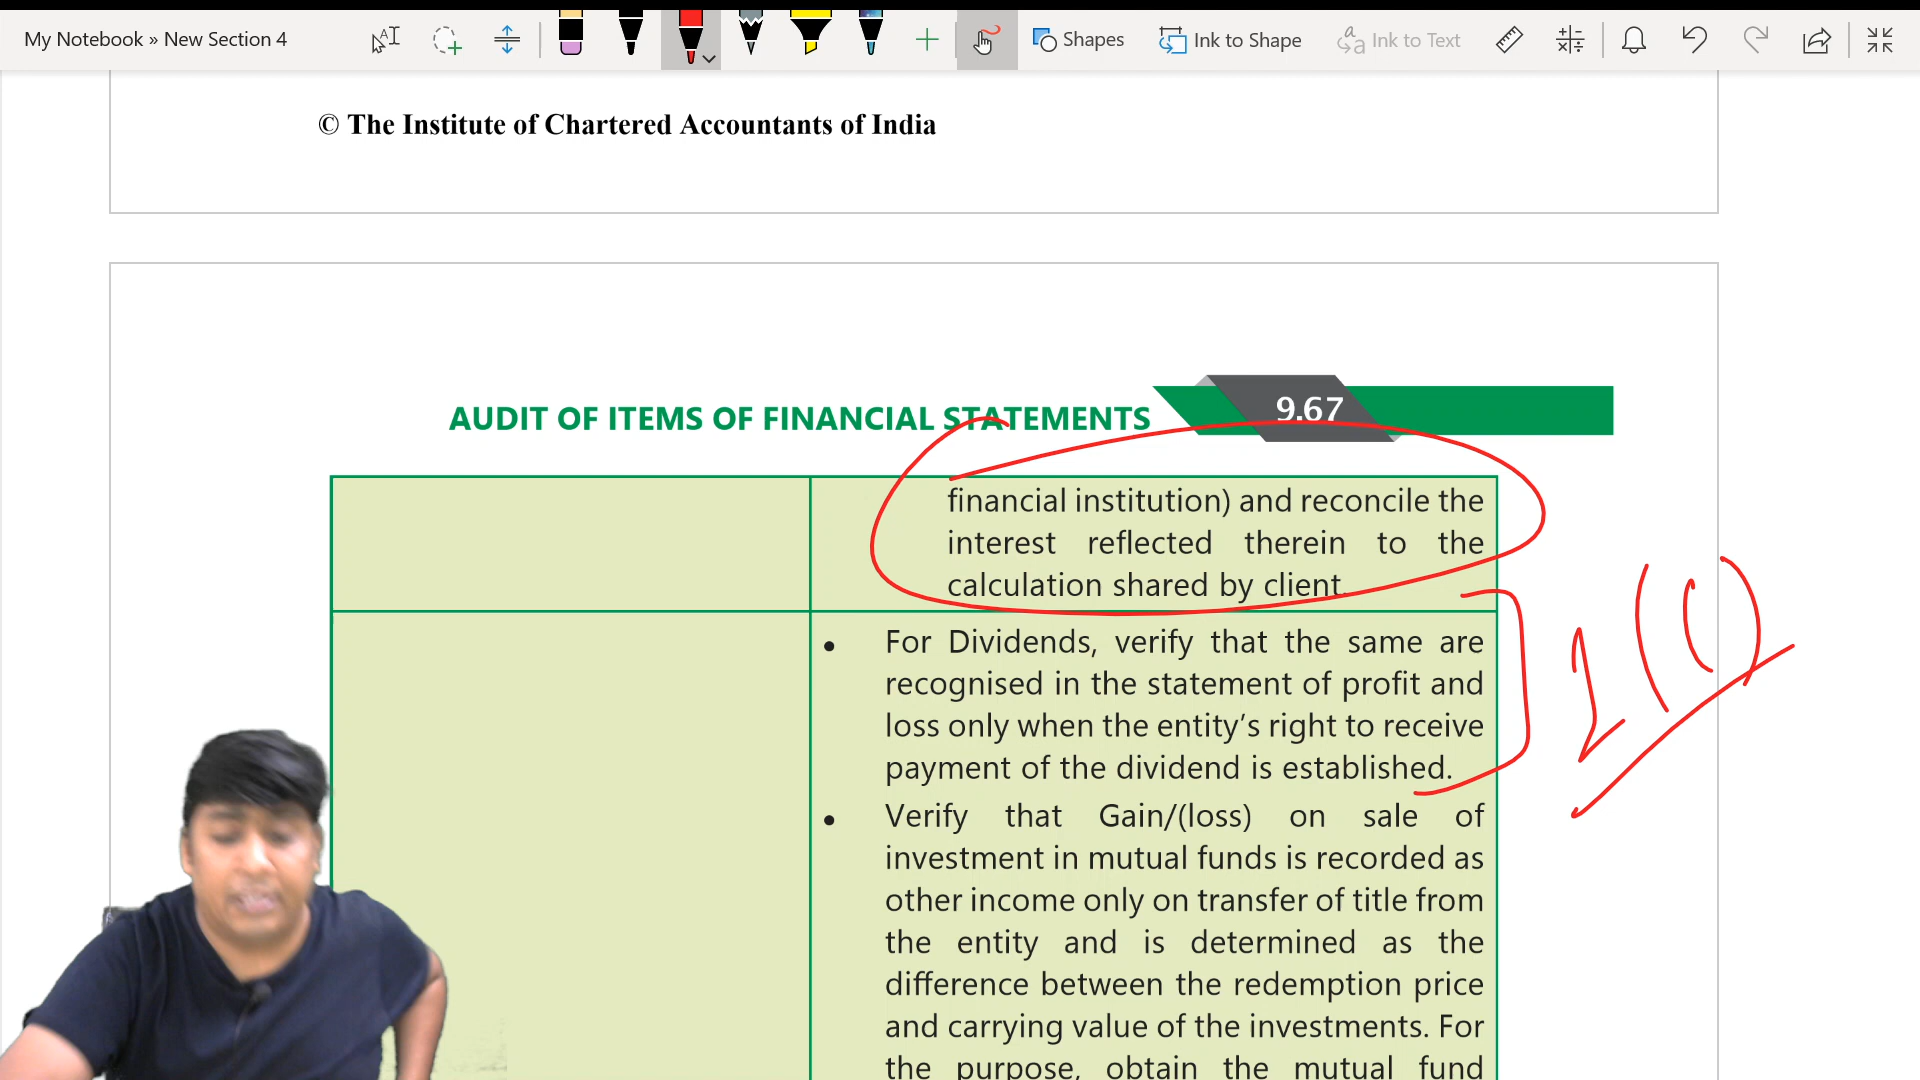 My Notebook » New Section 4
Shapes
Ink to Shape
Ink to Text
© The Institute of Chartered Accountants of India
AUDIT OF ITEMS OF FINANCIAL STATEMENTS
9.67
financial institution) and reconcile the
interest reflected therein to the
calculation shared by client.
• For Dividends, verify that the same are
recognised in the statement of profit and
loss only when the entity’s right to receive
payment of the dividend is established.
• Verify that Gain/(loss) on sale of
investment in mutual funds is recorded as
other income only on transfer of title from
the entity and is determined as the
difference between the redemption price
and carrying value of the investments. For
the purpose, obtain the mutual fund